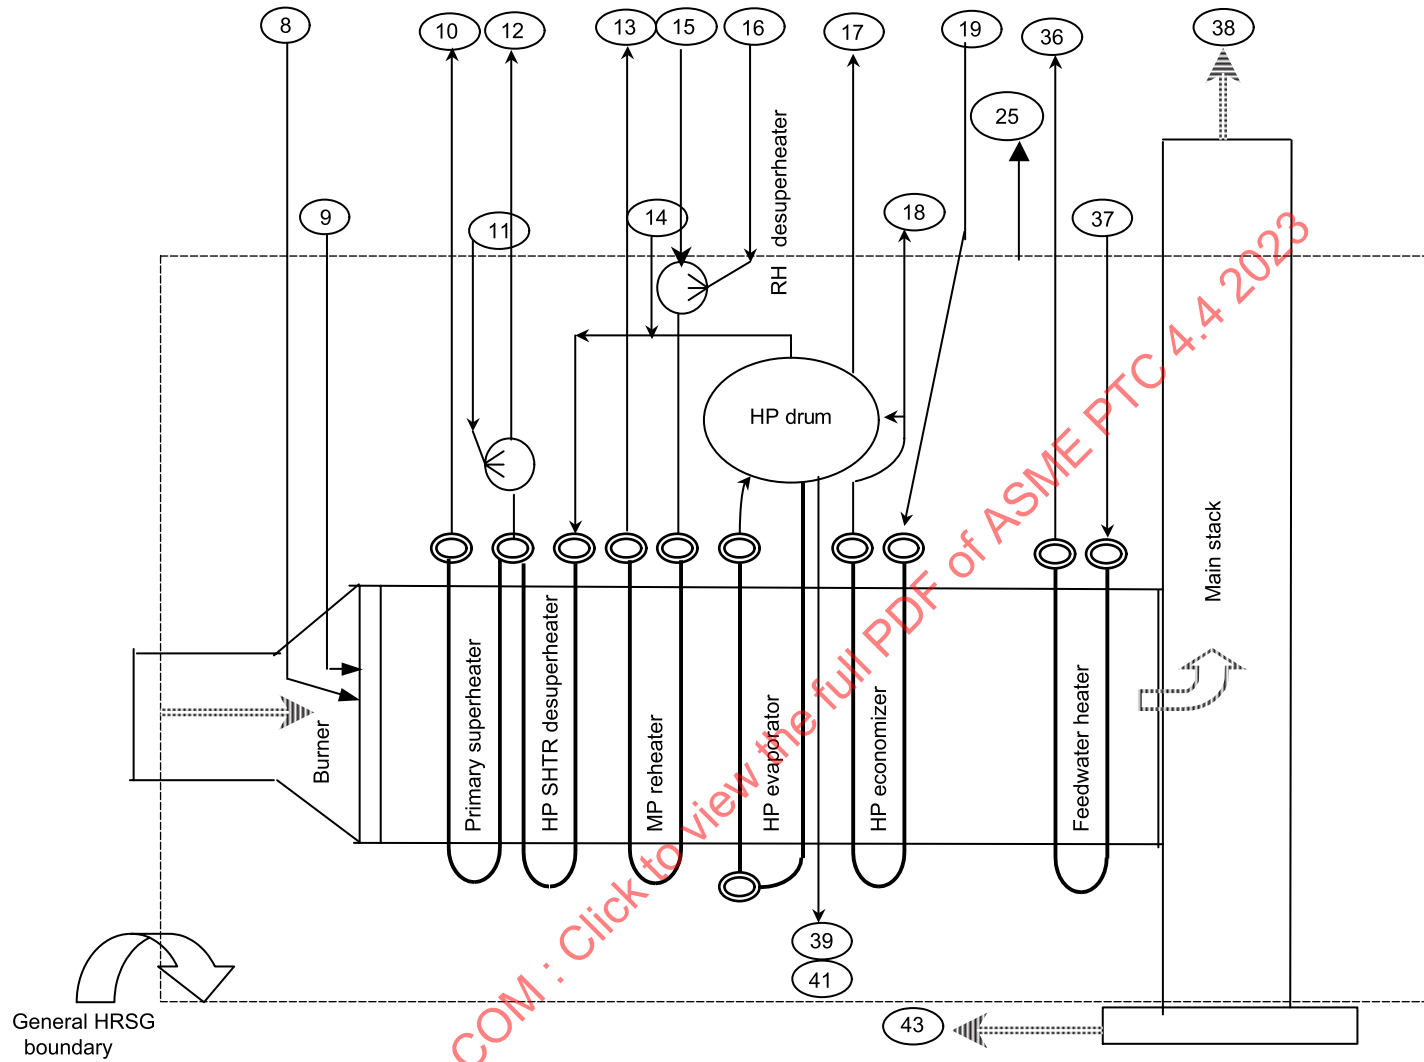 8
10
12
13
15
16
17
19
36
38
25
RH desuperheater
9
11
14
18
37
HP drum
Main stack
Burner
Primary superheater
HP SHTR desuperheater
MP reheater
HP evaporator
HP economizer
Feedwater heater
39
41
43
General HRSG
boundary
COM : Click to view the full PDF of ASME PTC 4.4 2023